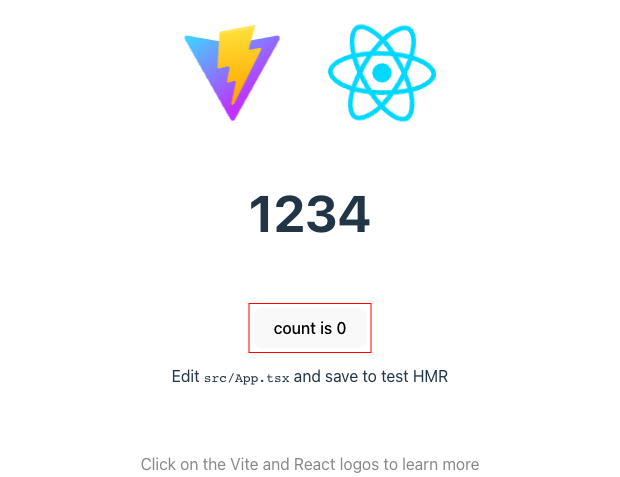 1234
count is 0
Edit src/App.tsx and save to test HMR
Click on the Vite and React logos to learn more